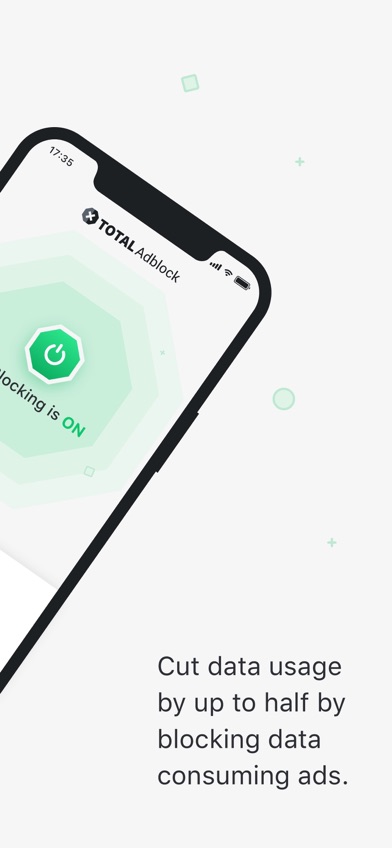 17:35
TOTAL Adblock
locking is ON
Cut data usage
by up to half by
blocking data
consuming ads.